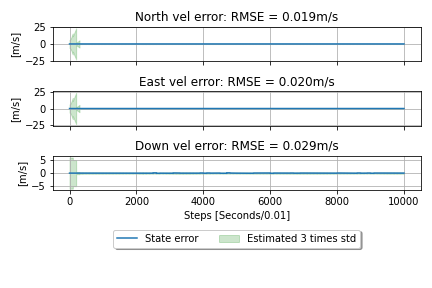 North vel error: RMSE = 0.019m/s
25
0
-25
[m/s]
East vel error: RMSE = 0.020m/s
25
0
-25
[m/s]
Down vel error: RMSE = 0.029m/s
5
0
-5
[m/s]
0 2000 4000 6000 8000 10000
Steps [Seconds/0.01]
State error Estimated 3 times std